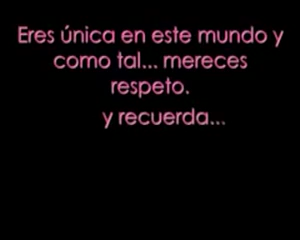 Eres única en este mundo y
como tal... mereces
respeto.
y recuerda...